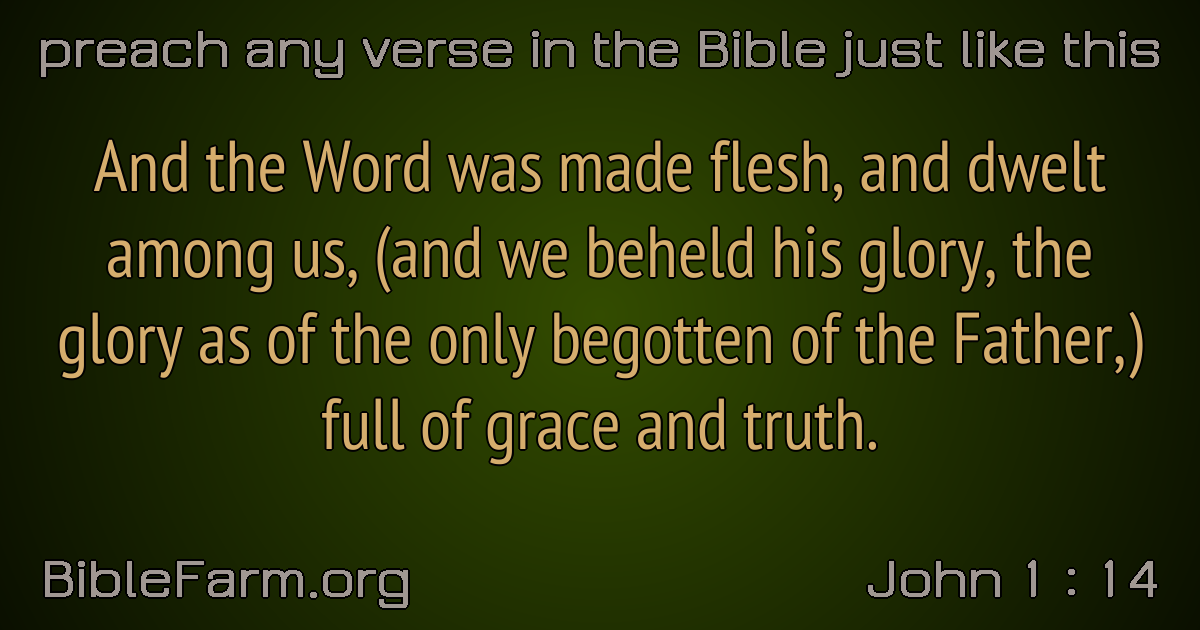 preach any verse in the Bible just like this
And the Word was made flesh, and dwelt
among us, (and we beheld his glory, the
glory as of the only begotten of the Father,)
full of grace and truth.
BibleFarm.org
John 1 : 14